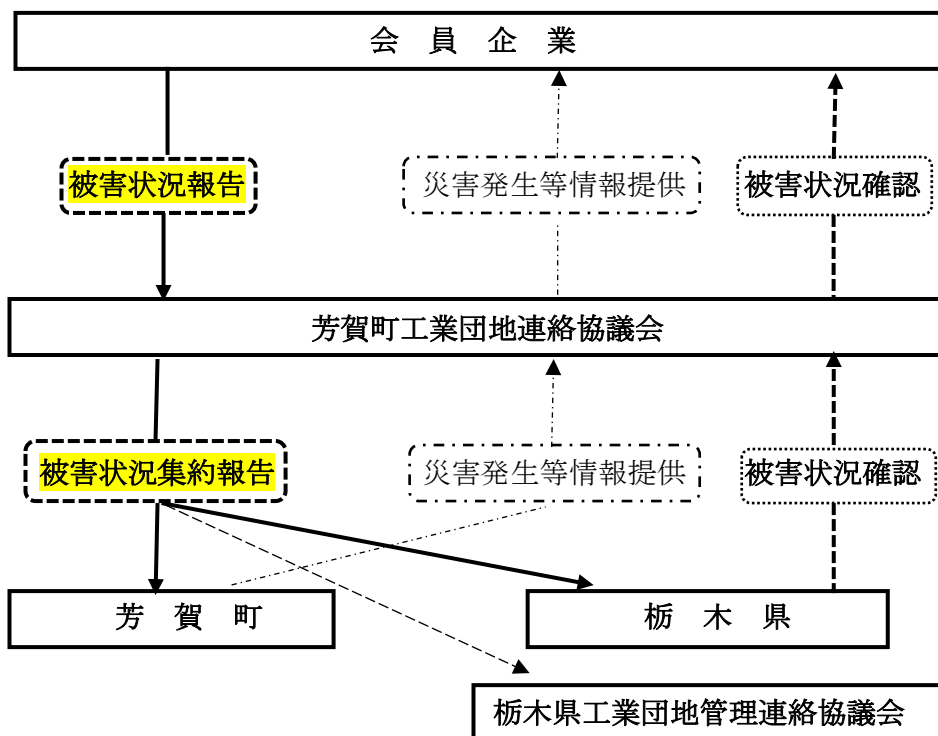 会　員　企　業
被害状況報告
災害発生等情報提供
被害状況確認
芳賀町工業団地連絡協議会
被害状況集約報告
災害発生等情報提供
被害状況確認
芳　賀　町
栃　木　県
栃木県工業団地管理連絡協議会